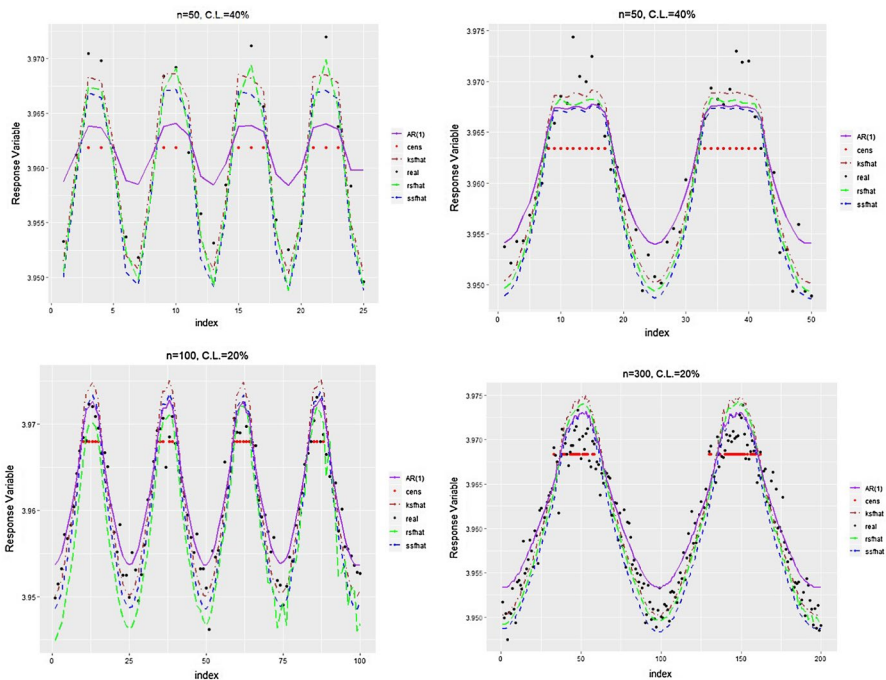 n=50, C.L.=40%
3.970
3.965
3.960
3.955
3.950
Response Variable
0
5
10
15
20
25
index
AR(1)
cens
ksfhat
real
rsfhat
ssfhat
n=50, C.L.=40%
3.975
3.970
3.965
3.960
3.955
3.950
Response Variable
0
10
20
30
40
50
index
AR(1)
cens
ksfhat
real
rsfhat
ssfhat
n=100, C.L.=20%
3.97
3.96
3.95
Response Variable
0
25
50
75
100
index
AR(1)
cens
ksfhat
real
rsfhat
ssfhat
n=300, C.L.=20%
3.975
3.970
3.965
3.960
3.955
3.950
Response Variable
0
50
100
150
200
index
AR(1)
cens
ksfhat
real
rsfhat
ssfhat